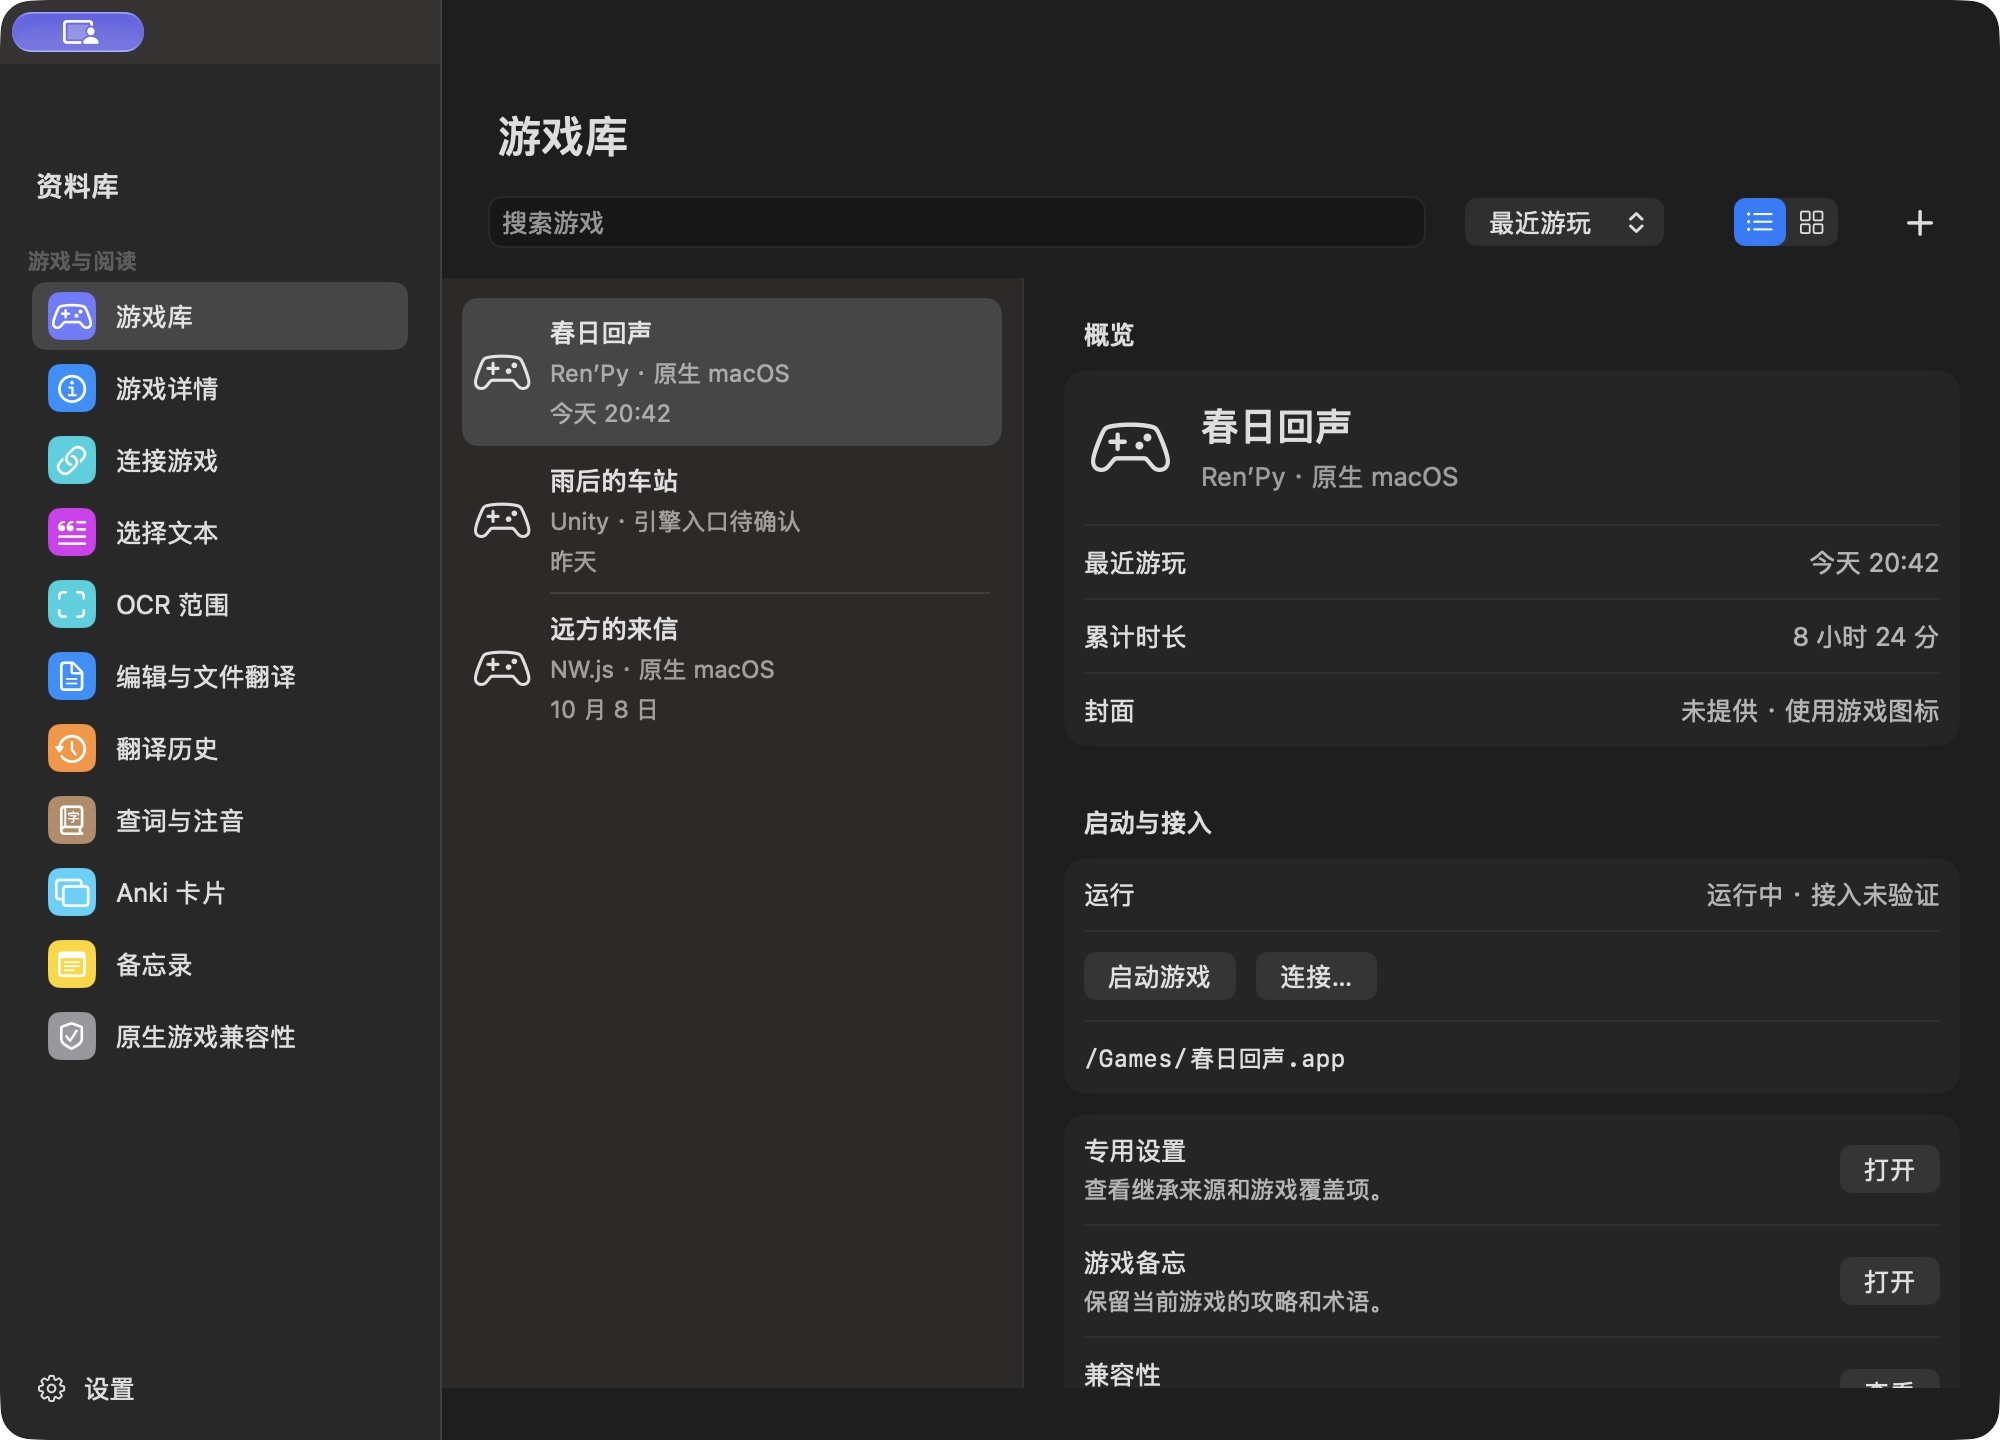 资料库
游戏与阅读
游戏库
游戏详情
连接游戏
选择文本
OCR 范围
编辑与文件翻译
翻译历史
查词与注音
Anki 卡片
备忘录
原生游戏兼容性
设置
游戏库
搜索游戏
最近游玩
春日回声
Ren’Py · 原生 macOS
今天 20:42
雨后的车站
Unity · 引擎入口待确认
昨天
远方的来信
NW.js · 原生 macOS
10 月 8 日
概览
春日回声
Ren’Py · 原生 macOS
最近游玩 今天 20:42
累计时长 8 小时 24 分
封面 未提供 · 使用游戏图标
启动与接入
运行 运行中 · 接入未验证
启动游戏 连接...
/Games/春日回声.app
专用设置
查看继承来源和游戏覆盖项。
打开
游戏备忘
保留当前游戏的攻略和术语。
打开
兼容性